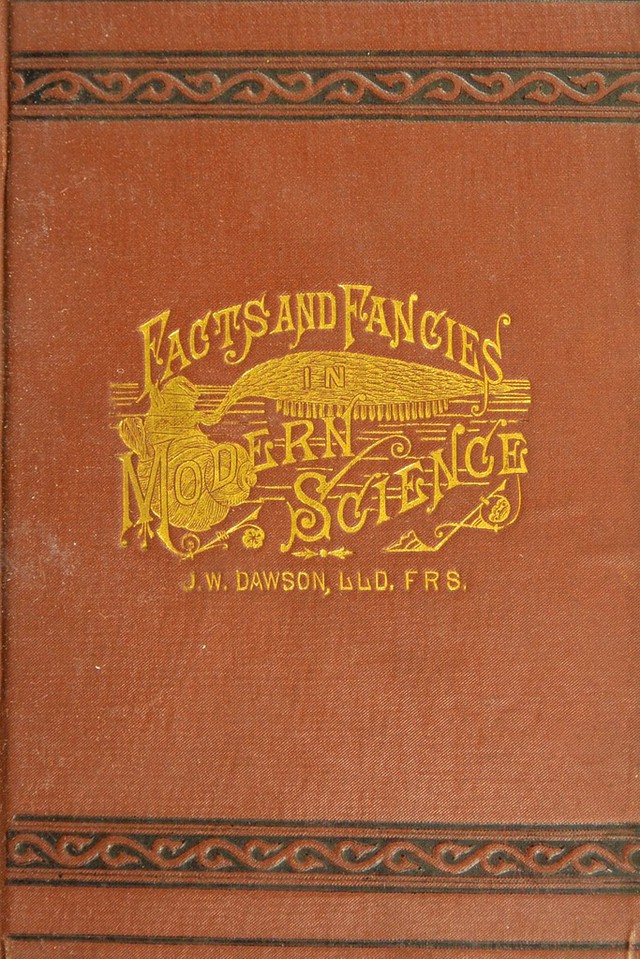 FACTS AND FANCIES
IN
MODERN
SCIENCE
J. W. DAWSON, LLD. FRS.